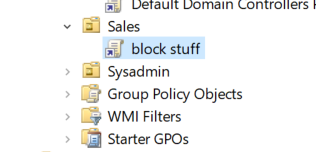 Default Domain Controllers P
Sales
block stuff
Sysadmin
Group Policy Objects
WMI Filters
Starter GPOs